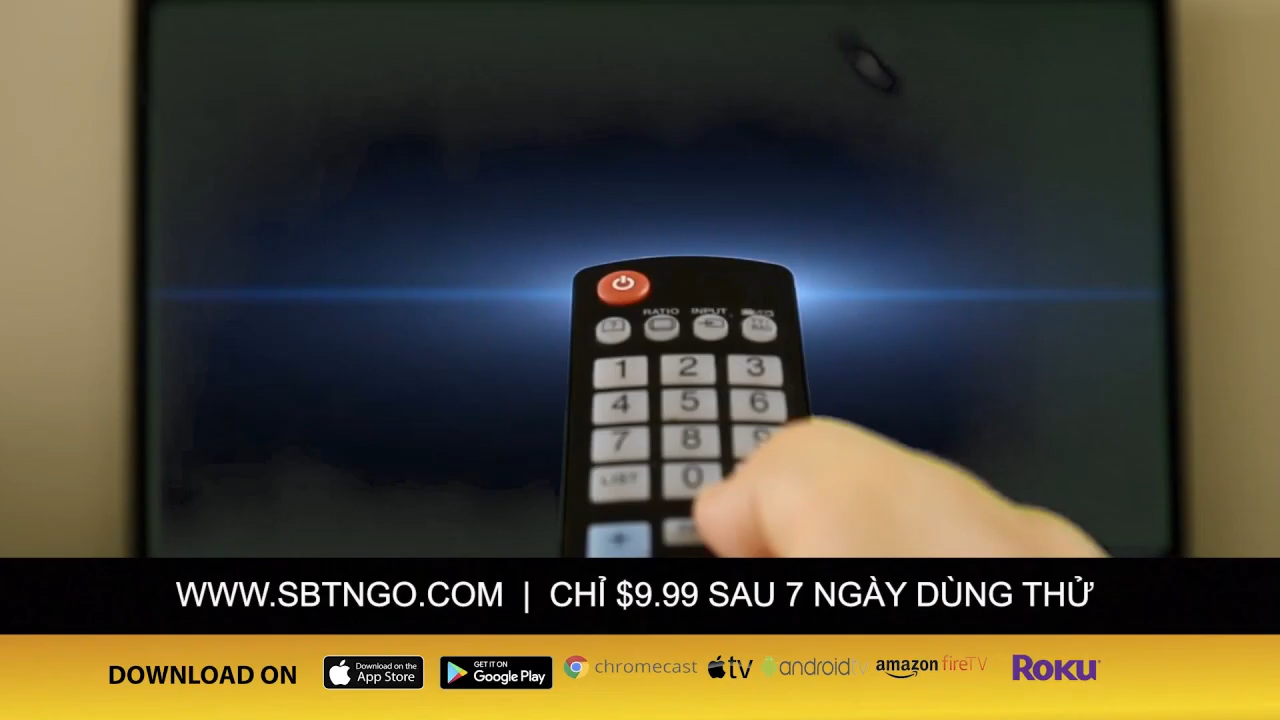 RATIO INPUT
1 2 3
4 5 6
7 8 9
LIST 0
WWW.SBTNGO.COM | CHỈ $9.99 SAU 7 NGÀY DÙNG THỬ
DOWNLOAD ON
Download on the
App Store
GET IT ON
Google Play
chromecast
tv
androidtv
amazon fireTV
ROKU